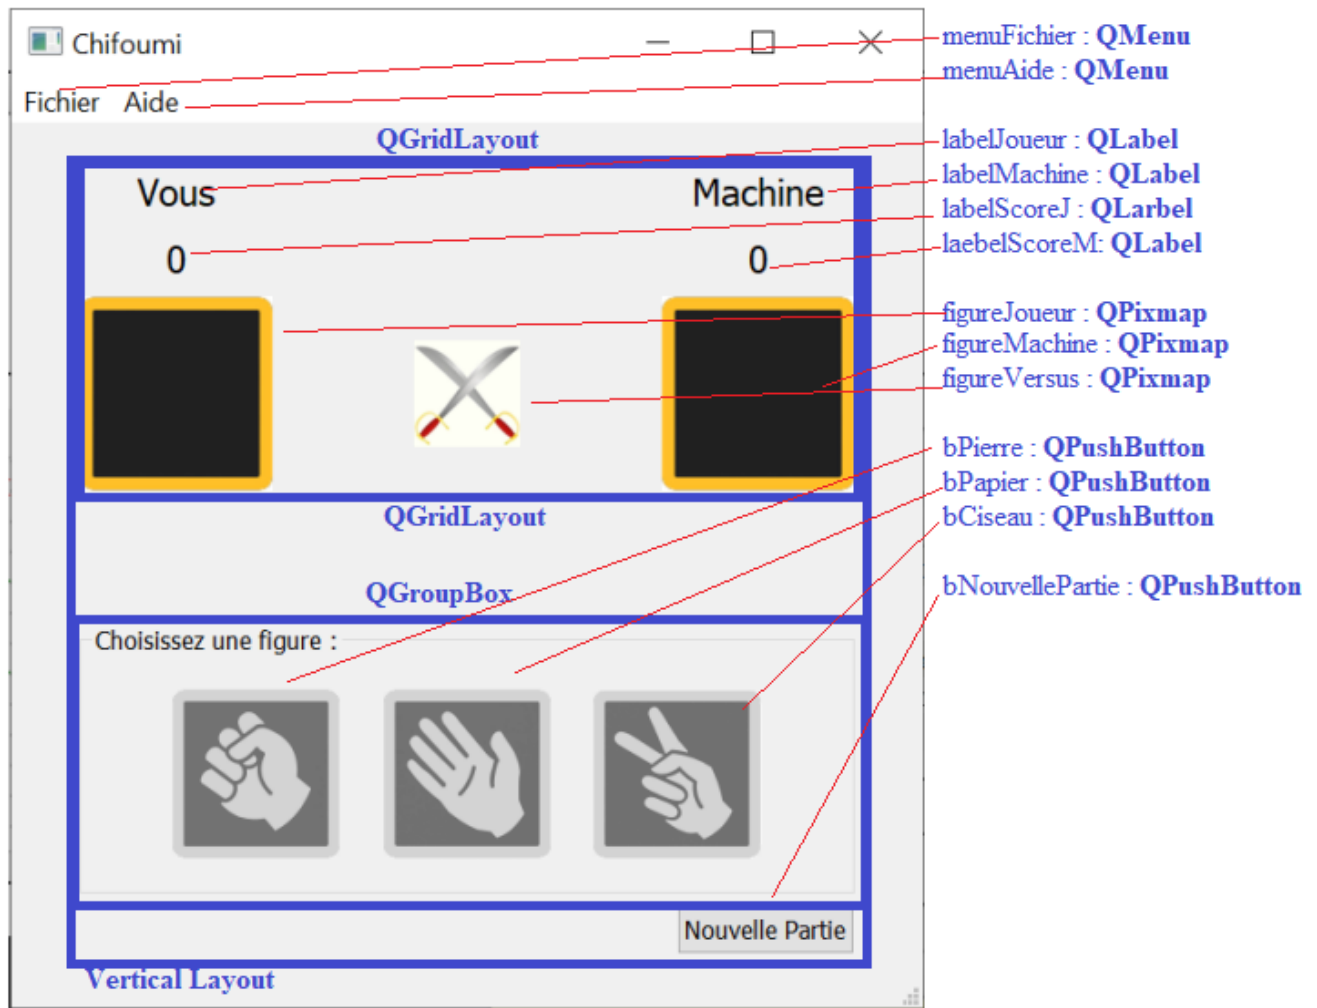 Chifoumi
Fichier Aide
QGridLayout
Vous Machine
0 0
QGridLayout
QGroupBox
Choisissez une figure :
Nouvelle Partie
Vertical Layout
menuFichier : QMenu
menuAide : QMenu
labelJoueur : QLabel
labelMachine : QLabel
labelScoreJ : QLarbel
laebelScoreM: QLabel
figureJoueur : QPixmap
figureMachine : QPixmap
figureVersus : QPixmap
bPierre : QPushButton
bPapier : QPushButton
bCiseau : QPushButton
bNouvellePartie : QPushButton